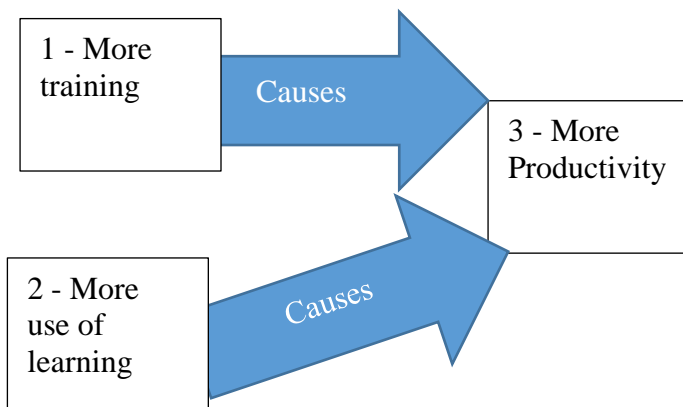 1 - More
training
Causes
3 - More
Productivity
2 - More
use of
learning
Causes